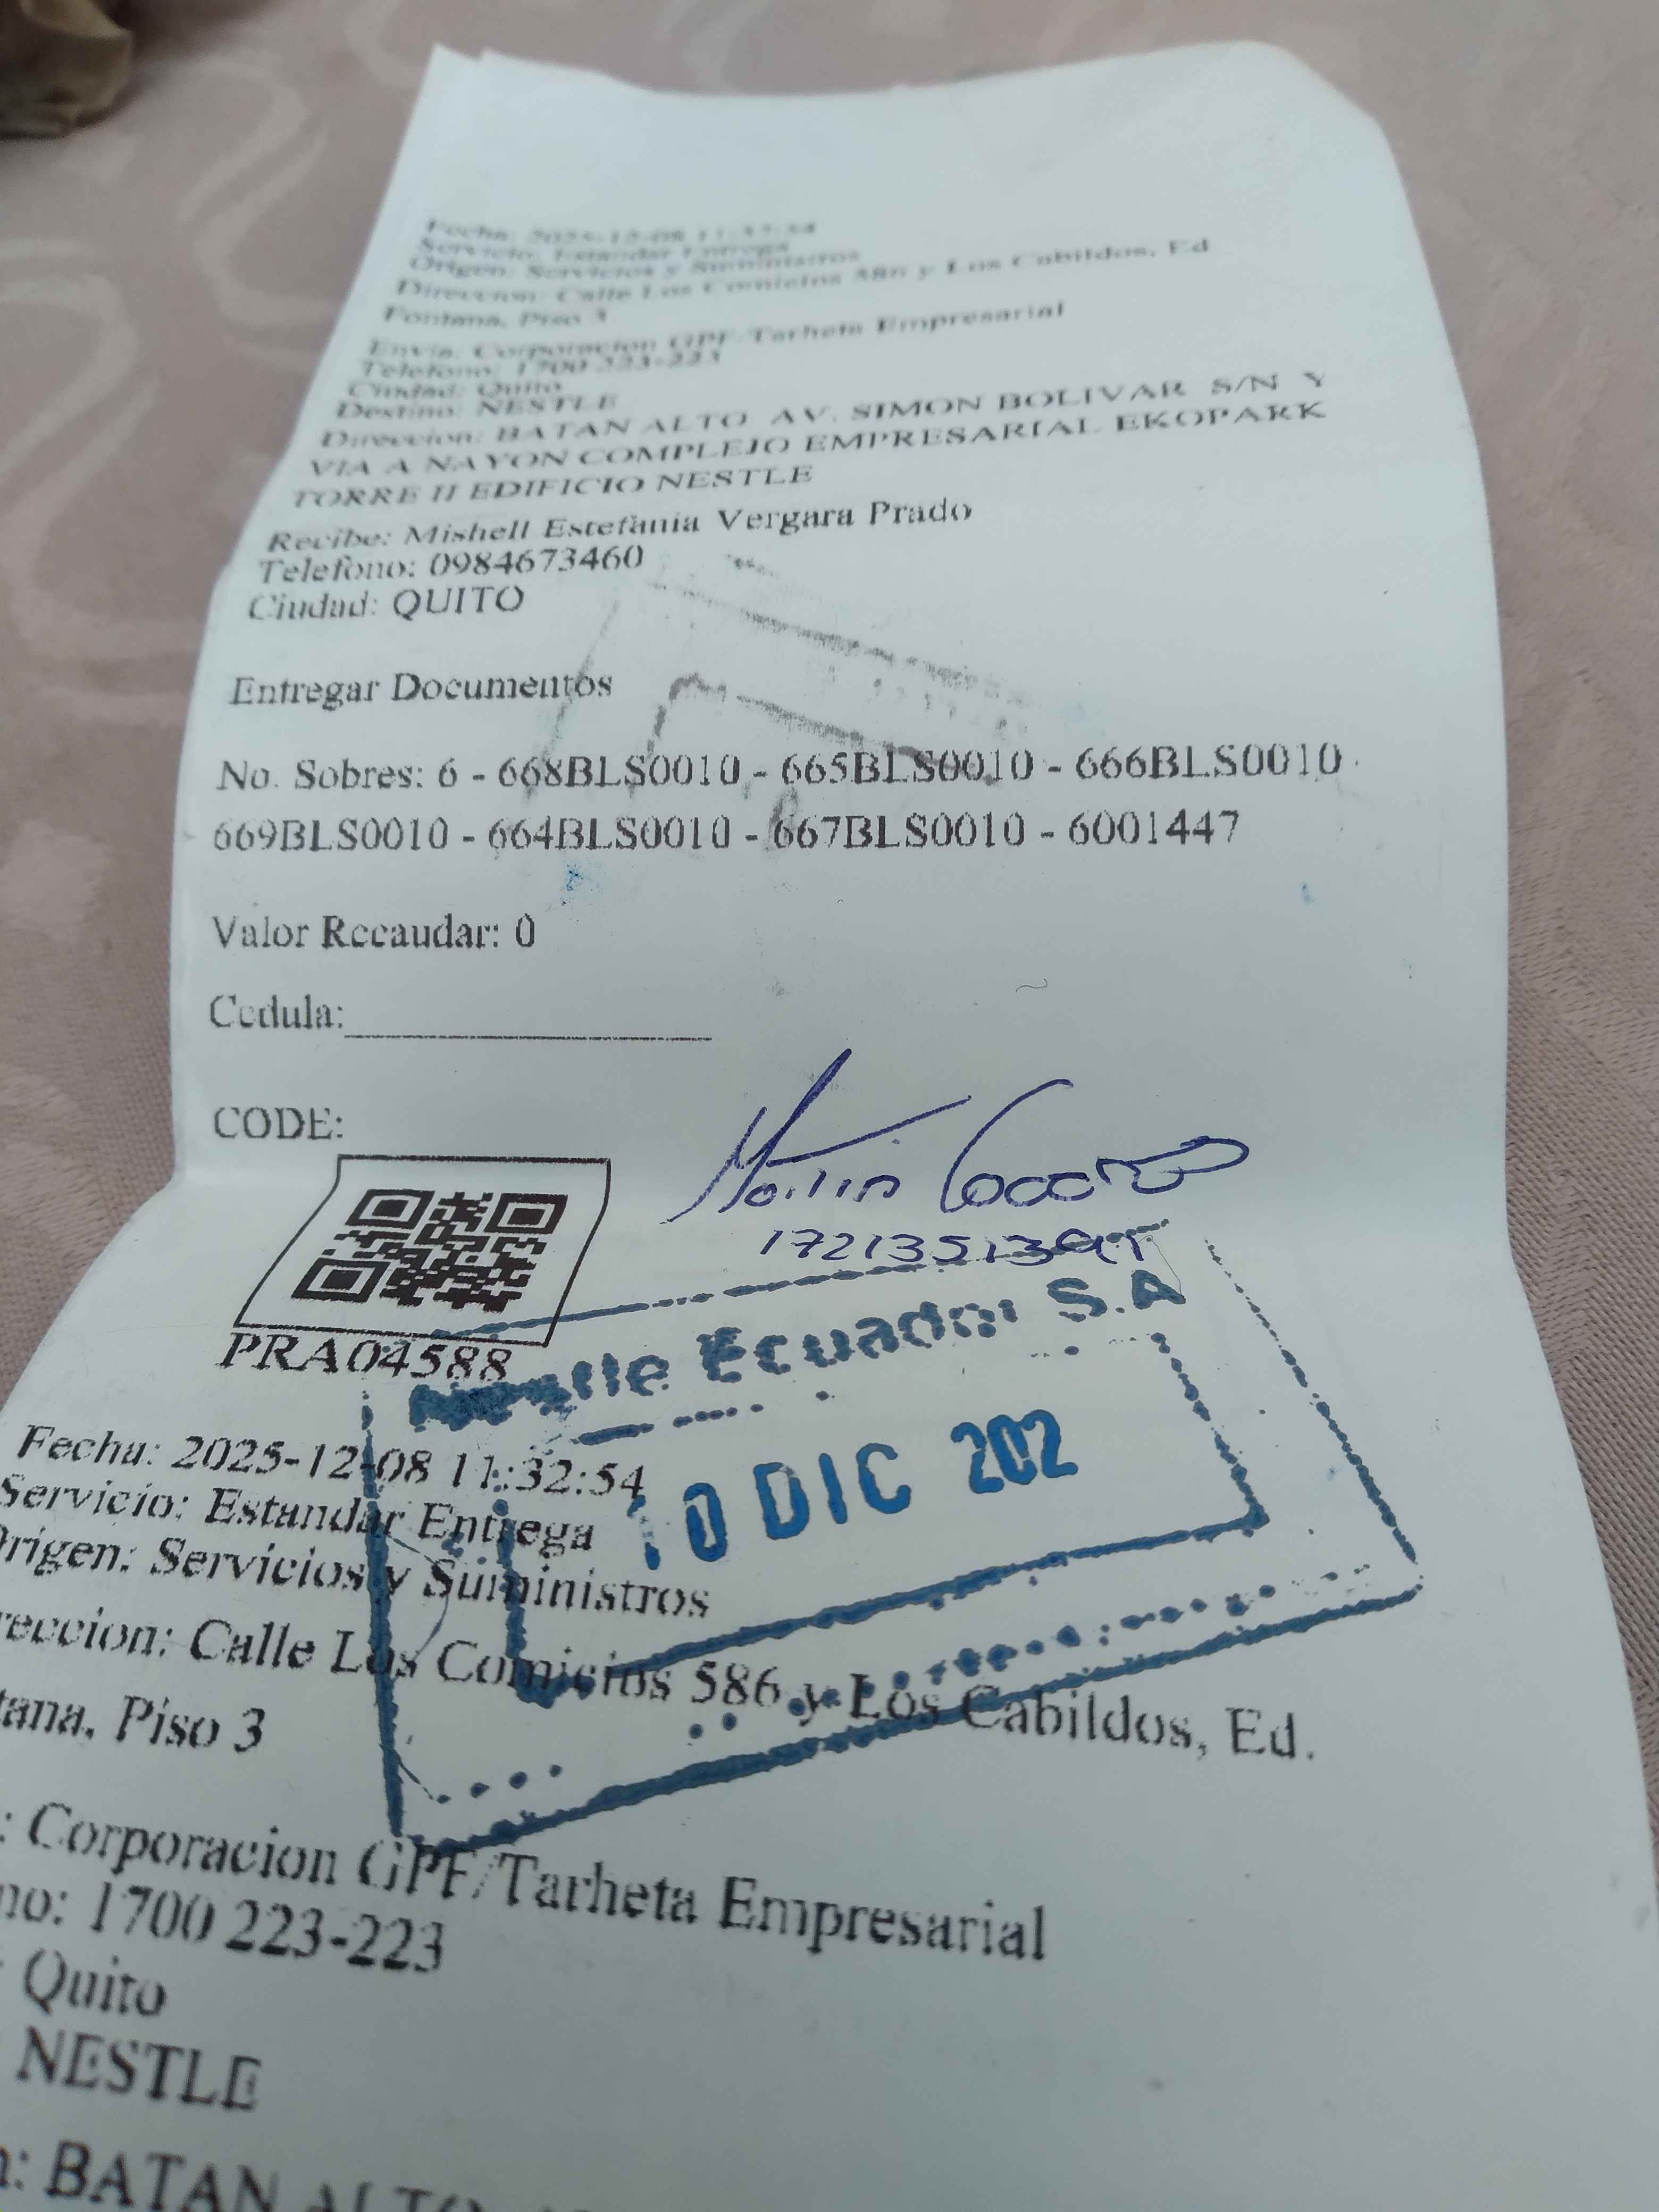 Fecha: 2025-12-08 11:32:54
Servicio: Estandar Entrega
Origen: Servicios y Suministros
Direccion: Calle Los Comicios 586 y Los Cabildos, Ed
Fontana, Piso 3
Envia: Corporacion GPF/Tarheta Empresarial
Telefono: 1700 223-223
Ciudad: Quito
Destino: NESTLE
Direccion: BATAN ALTO AV. SIMON BOLIVAR S/N Y
VIA A NAYON COMPLEJO EMPRESARIAL EKOPARK
TORRE II EDIFICIO NESTLE
Recibe: Mishell Estefania Vergara Prado
Telefono: 0984673460
Ciudad: QUITO
Entregar Documentos
No. Sobres: 6 - 668BLS0010 - 665BLS0010 - 666BLS0010
669BLS0010 - 664BLS0010 - 667BLS0010 - 6001447
Valor Recaudar: 0
Cedula:
CODE:
PRA04588
Nestle Ecuador S.A
10 DIC 202
Fecha: 2025-12-08 11:32:54
Servicio: Estandar Entrega
Origen: Servicios y Suministros
reccion: Calle Los Comicios 586 y Los Cabildos, Ed.
tana, Piso 3
: Corporacion GPF/Tarheta Empresarial
no: 1700 223-223
: Quito
NESTLE
n: BATAN ALTO